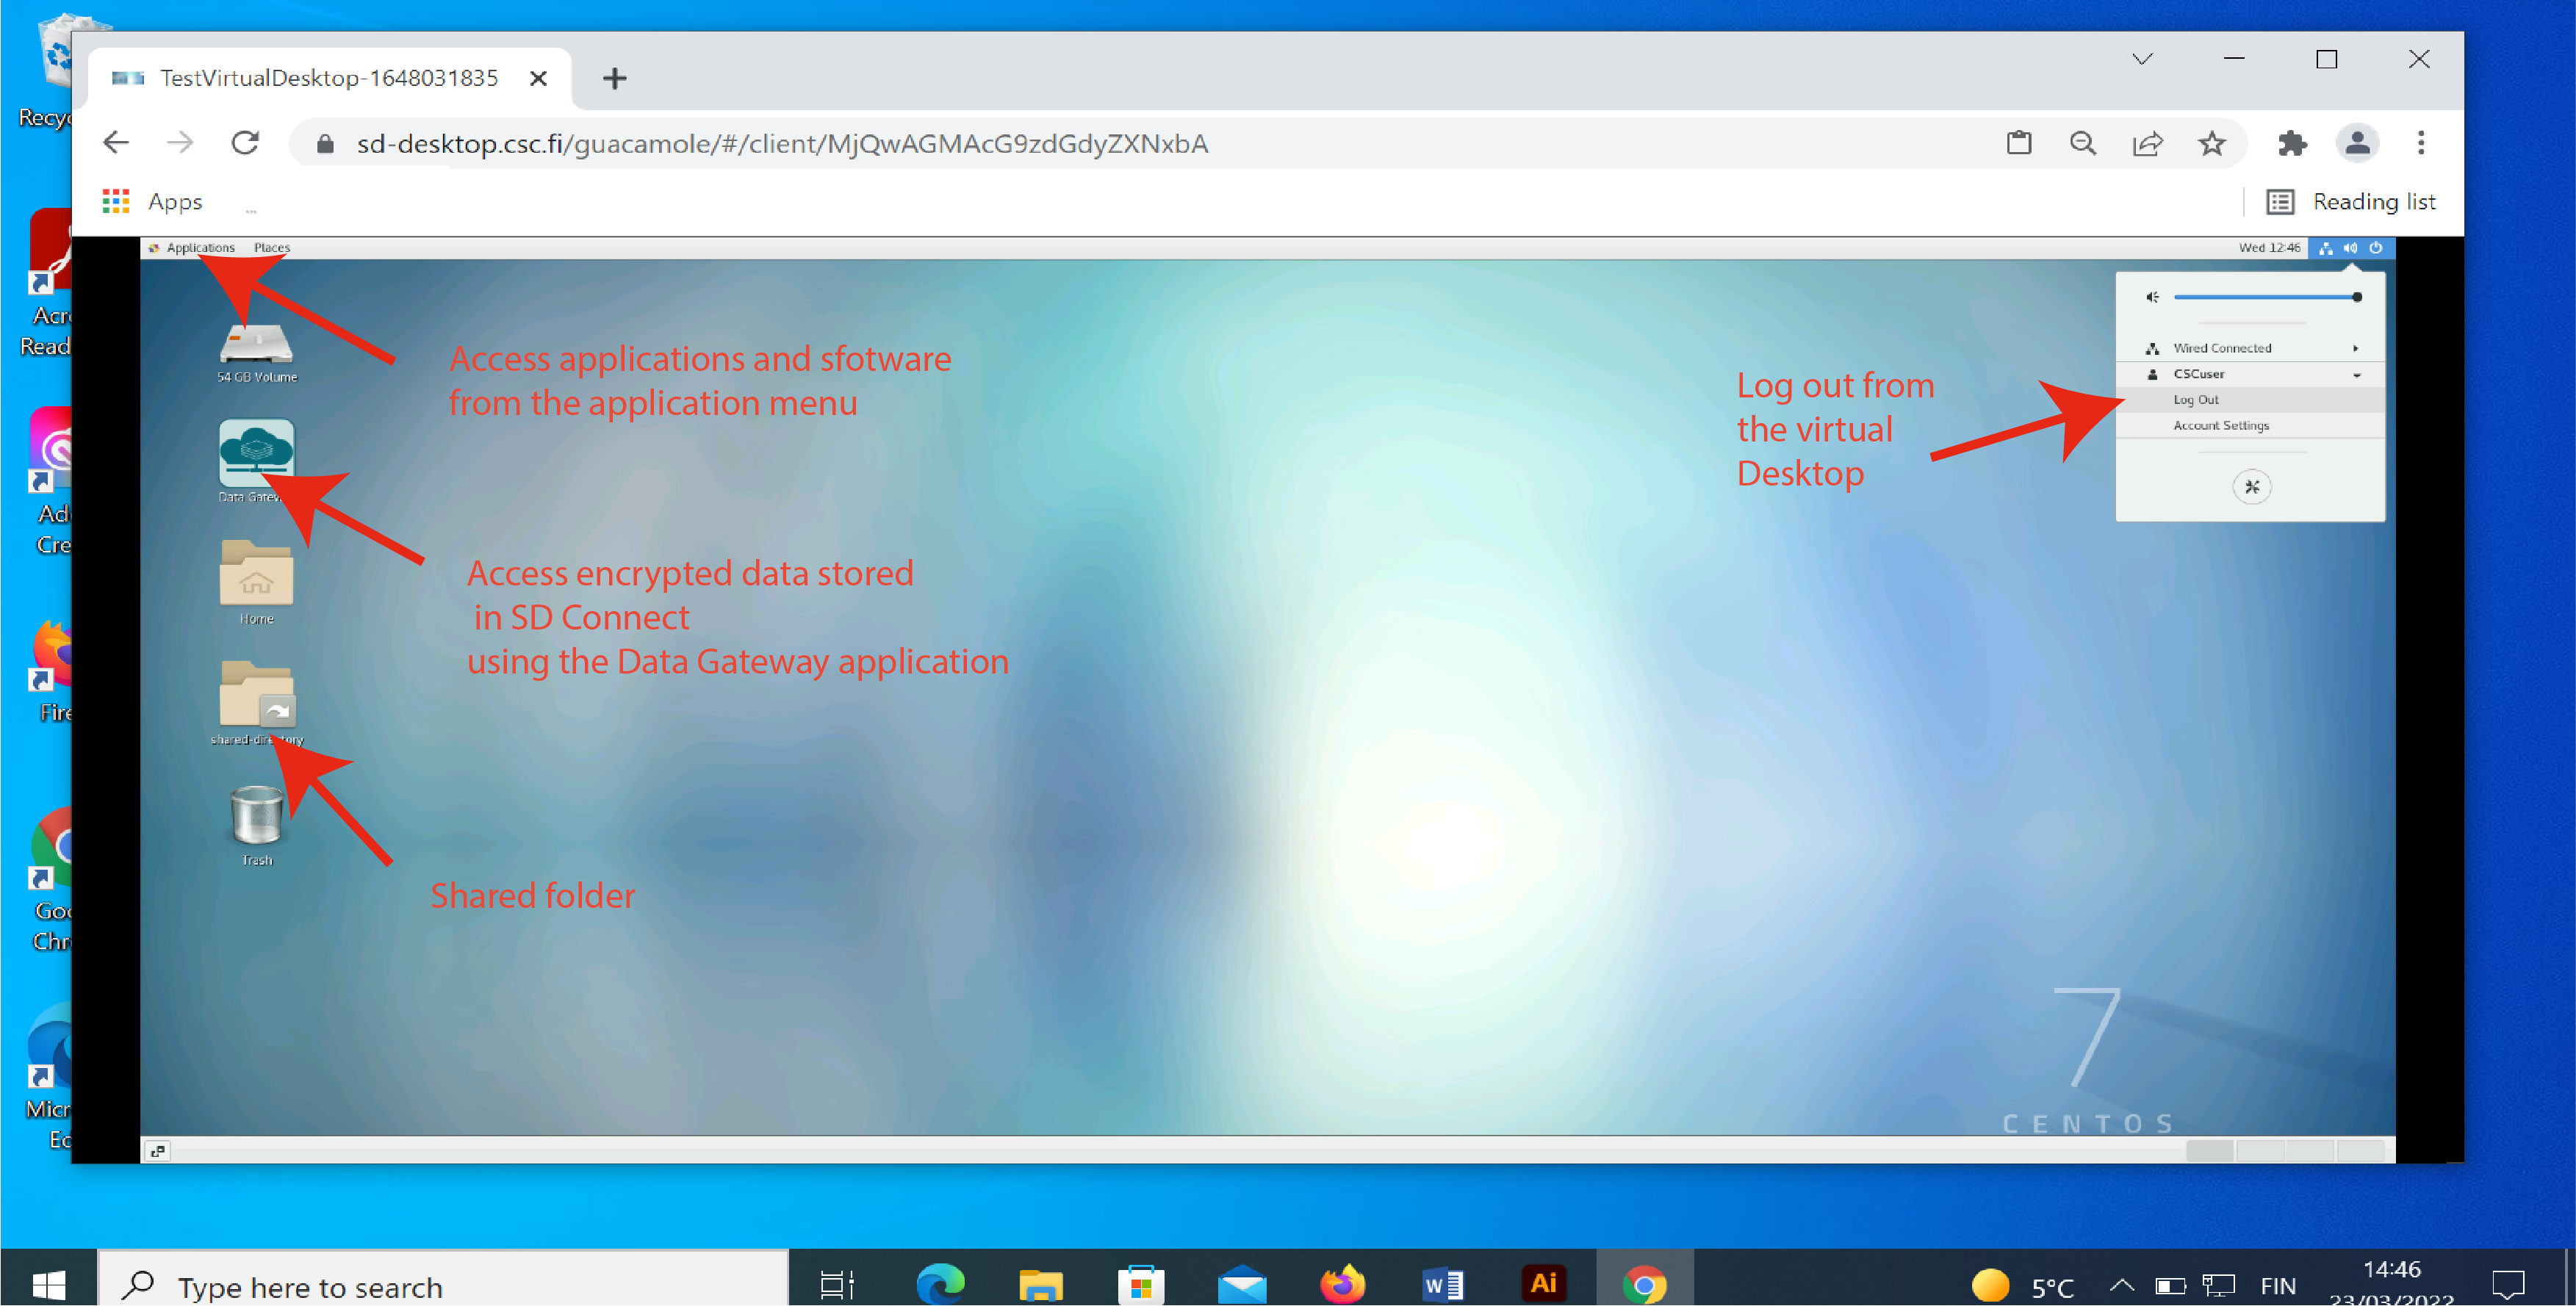 TestVirtualDesktop-1648031835
sd-desktop.csc.fi/guacamole/#/client/MjQwAGMAcG9zdGdyZXNxbA
Apps
...
Reading list
Applications Places
Wed 12:46
54 GB Volume
Data Gatew
Home
shared-directory
Trash
Access applications and sfotware
from the application menu
Access encrypted data stored
in SD Connect
using the Data Gateway application
Shared folder
Log out from
the virtual
Desktop
Wired Connected
CSCuser
Log Out
Account Settings
7
CENTOS
Recyc
Acr
Read
Ad
Cre
Fire
Goo
Chr
Micr
Ed
Type here to search
W
Ai
5°C
FIN
14:46
23/03/2022